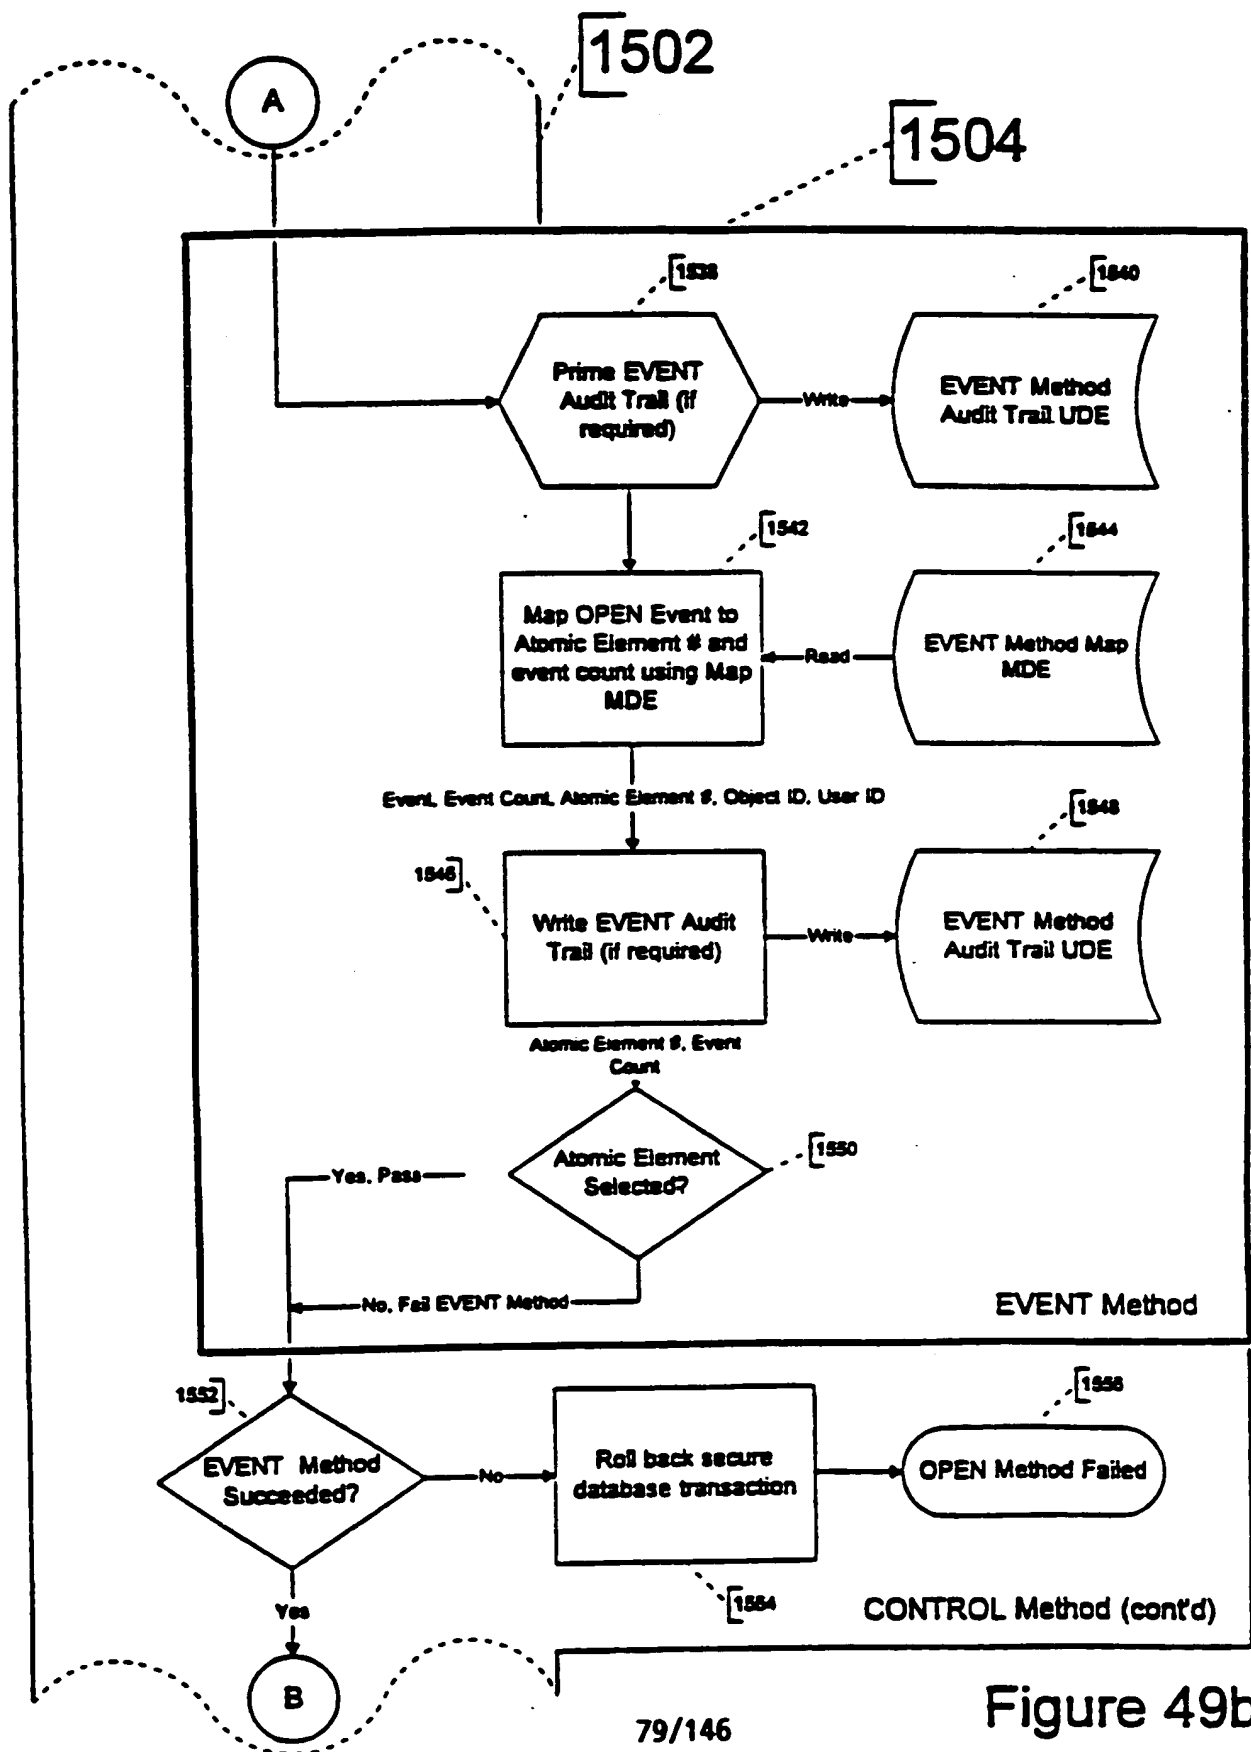 1502
A
1504
1538
1540
Prime EVENT
Audit Trail (if
required)
Write
EVENT Method
Audit Trail UDE
1542
1544
Map OPEN Event to
Atomic Element # and
event count using Map
MDE
Read
EVENT Method Map
MDE
Event, Event Count, Atomic Element #, Object ID, User ID
1546
1548
Write EVENT Audit
Trail (if required)
Write
EVENT Method
Audit Trail UDE
Atomic Element #, Event
Count
Atomic Element
Selected?
1550
Yes, Pass
No, Fail EVENT Method
EVENT Method
1552
1556
EVENT Method
Succeeded?
No
Roll back secure
database transaction
OPEN Method Failed
Yes
1554
CONTROL Method (cont'd)
B
79/146
Figure 49b